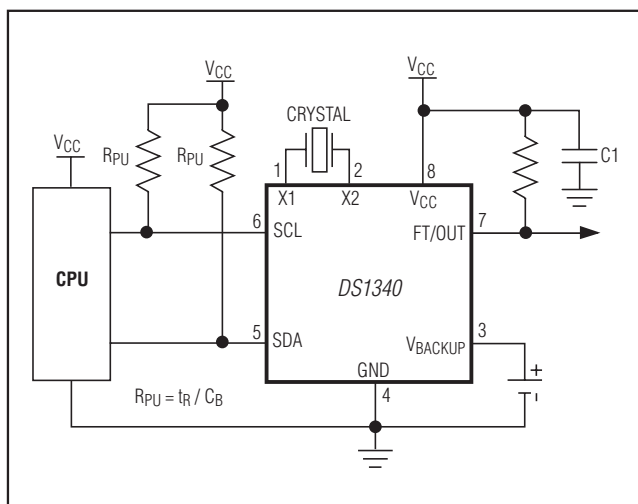 VCC
VCC
CRYSTAL
VCC
RPU
RPU
C1
1
2
8
X1
X2
VCC
6
SCL
7
FT/OUT
CPU
DS1340
5
SDA
3
VBACKUP
GND
+
-
RPU = tR / CB
4